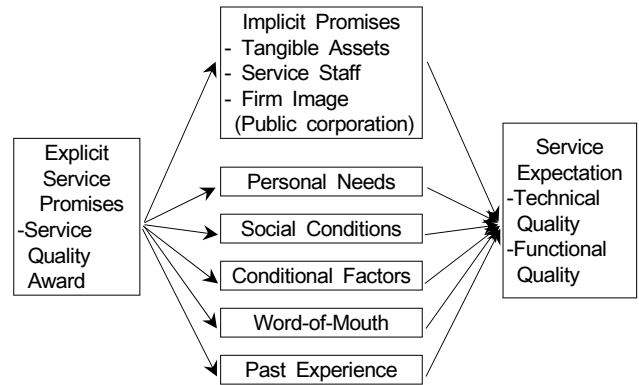 Explicit
Service
Promises
-Service
Quality
Award
Implicit Promises
- Tangible Assets
- Service Staff
- Firm Image
(Public corporation)
Personal Needs
Social Conditions
Conditional Factors
Word-of-Mouth
Past Experience
Service
Expectation
-Technical
Quality
-Functional
Quality